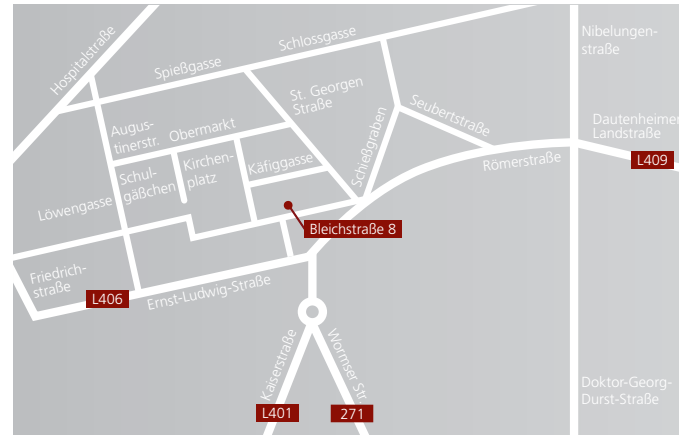 Hospitalstraße
Spießgasse
Schlossgasse
Nibelungen-
straße
St. Georgen
Straße
Seubertstraße
Schießgraben
Dautenheimer
Landstraße
L409
Römerstraße
Augus-
tinerstr.
Obermarkt
Schul-
gäßchen
Kirchen-
platz
Käfiggasse
Löwengasse
Bleichstraße 8
Friedrich-
straße
L406
Ernst-Ludwig-Straße
Kaiserstraße
Wormser Str.
L401
271
Doktor-Georg-
Durst-Straße